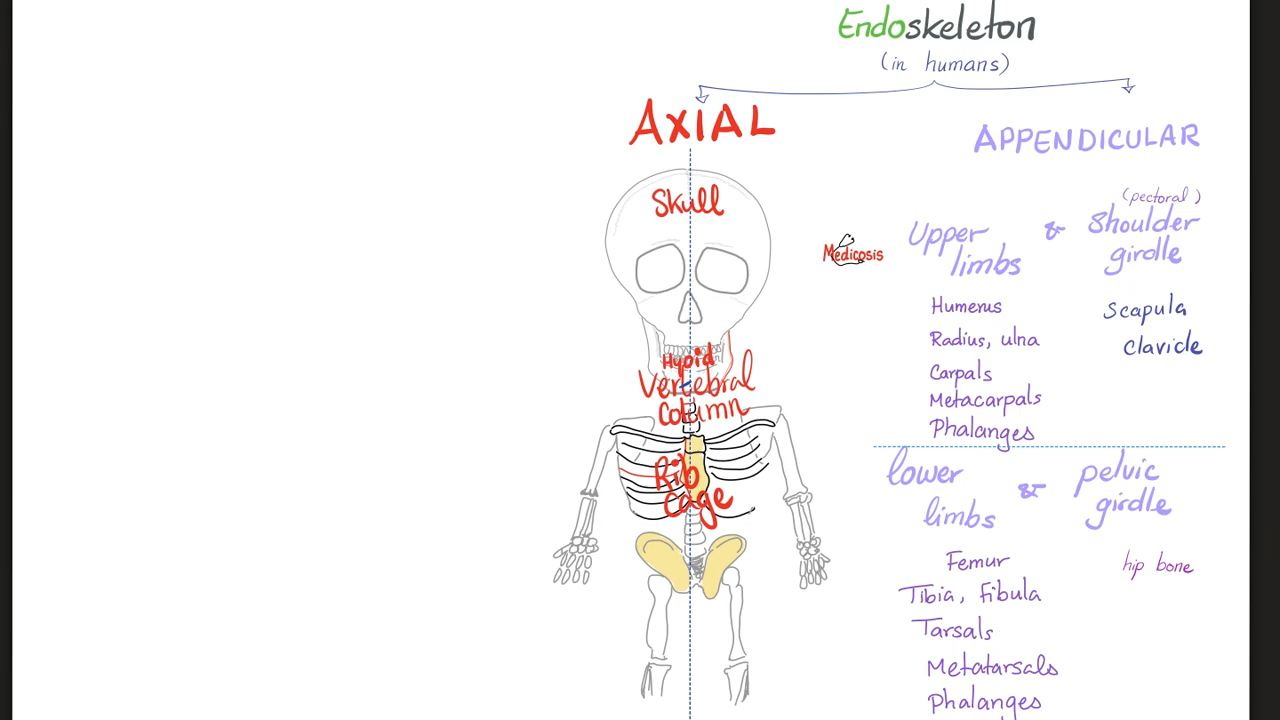 Endoskeleton
(in humans)
AXIAL
APPENDICULAR
Skull
Hyoid
Vertebral
Column
Rib
Cage
Medicosis
Upper
limbs
&
(pectoral)
Shoulder
girdle
Humerus
Radius, ulna
Carpals
Metacarpals
Phalanges
Scapula
Clavicle
lower
limbs
&
pelvic
girdle
Femur
Tibia, Fibula
Tarsals
Metatarsals
Phalanges
hip bone